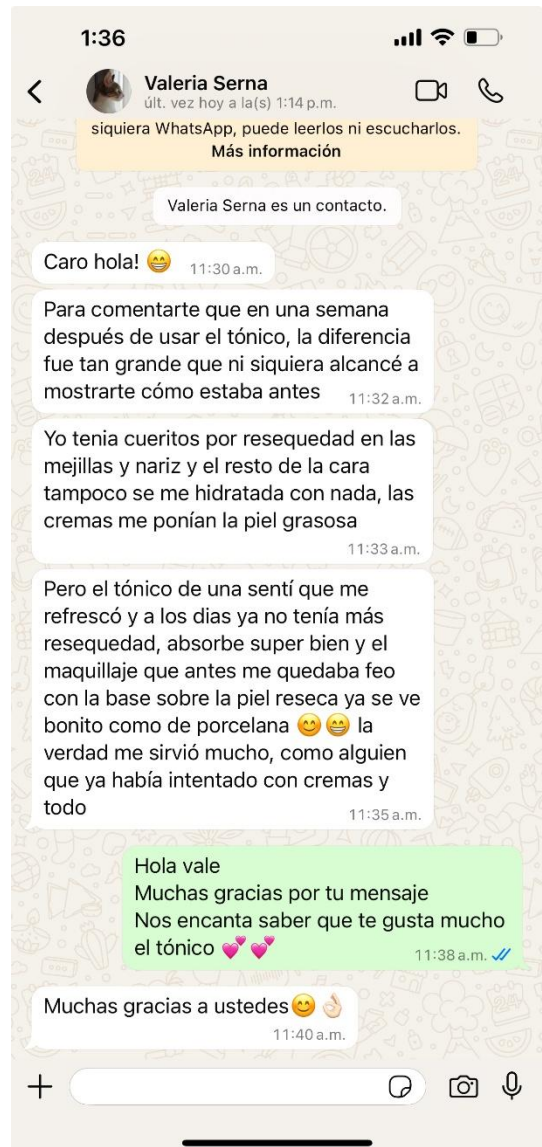 1:36
Valeria Serna
últ. vez hoy a la(s) 1:14 p.m.
siquiera WhatsApp, puede leerlos ni escucharlos.
Más información
Valeria Serna es un contacto.
Caro hola! 😁 11:30 a.m.
Para comentarte que en una semana
después de usar el tónico, la diferencia
fue tan grande que ni siquiera alcancé a
mostrarte cómo estaba antes 11:32 a.m.
Yo tenia cueritos por resequedad en las
mejillas y nariz y el resto de la cara
tampoco se me hidratada con nada, las
cremas me ponían la piel grasosa
11:33 a.m.
Pero el tónico de una sentí que me
refrescó y a los dias ya no tenía más
resequedad, absorbe super bien y el
maquillaje que antes me quedaba feo
con la base sobre la piel reseca ya se ve
bonito como de porcelana 😊 😁 la
verdad me sirvió mucho, como alguien
que ya había intentado con cremas y
todo 11:35 a.m.
Hola vale
Muchas gracias por tu mensaje
Nos encanta saber que te gusta mucho
el tónico 💕 💕 11:38 a.m.
Muchas gracias a ustedes😊👌🏻
11:40 a.m.